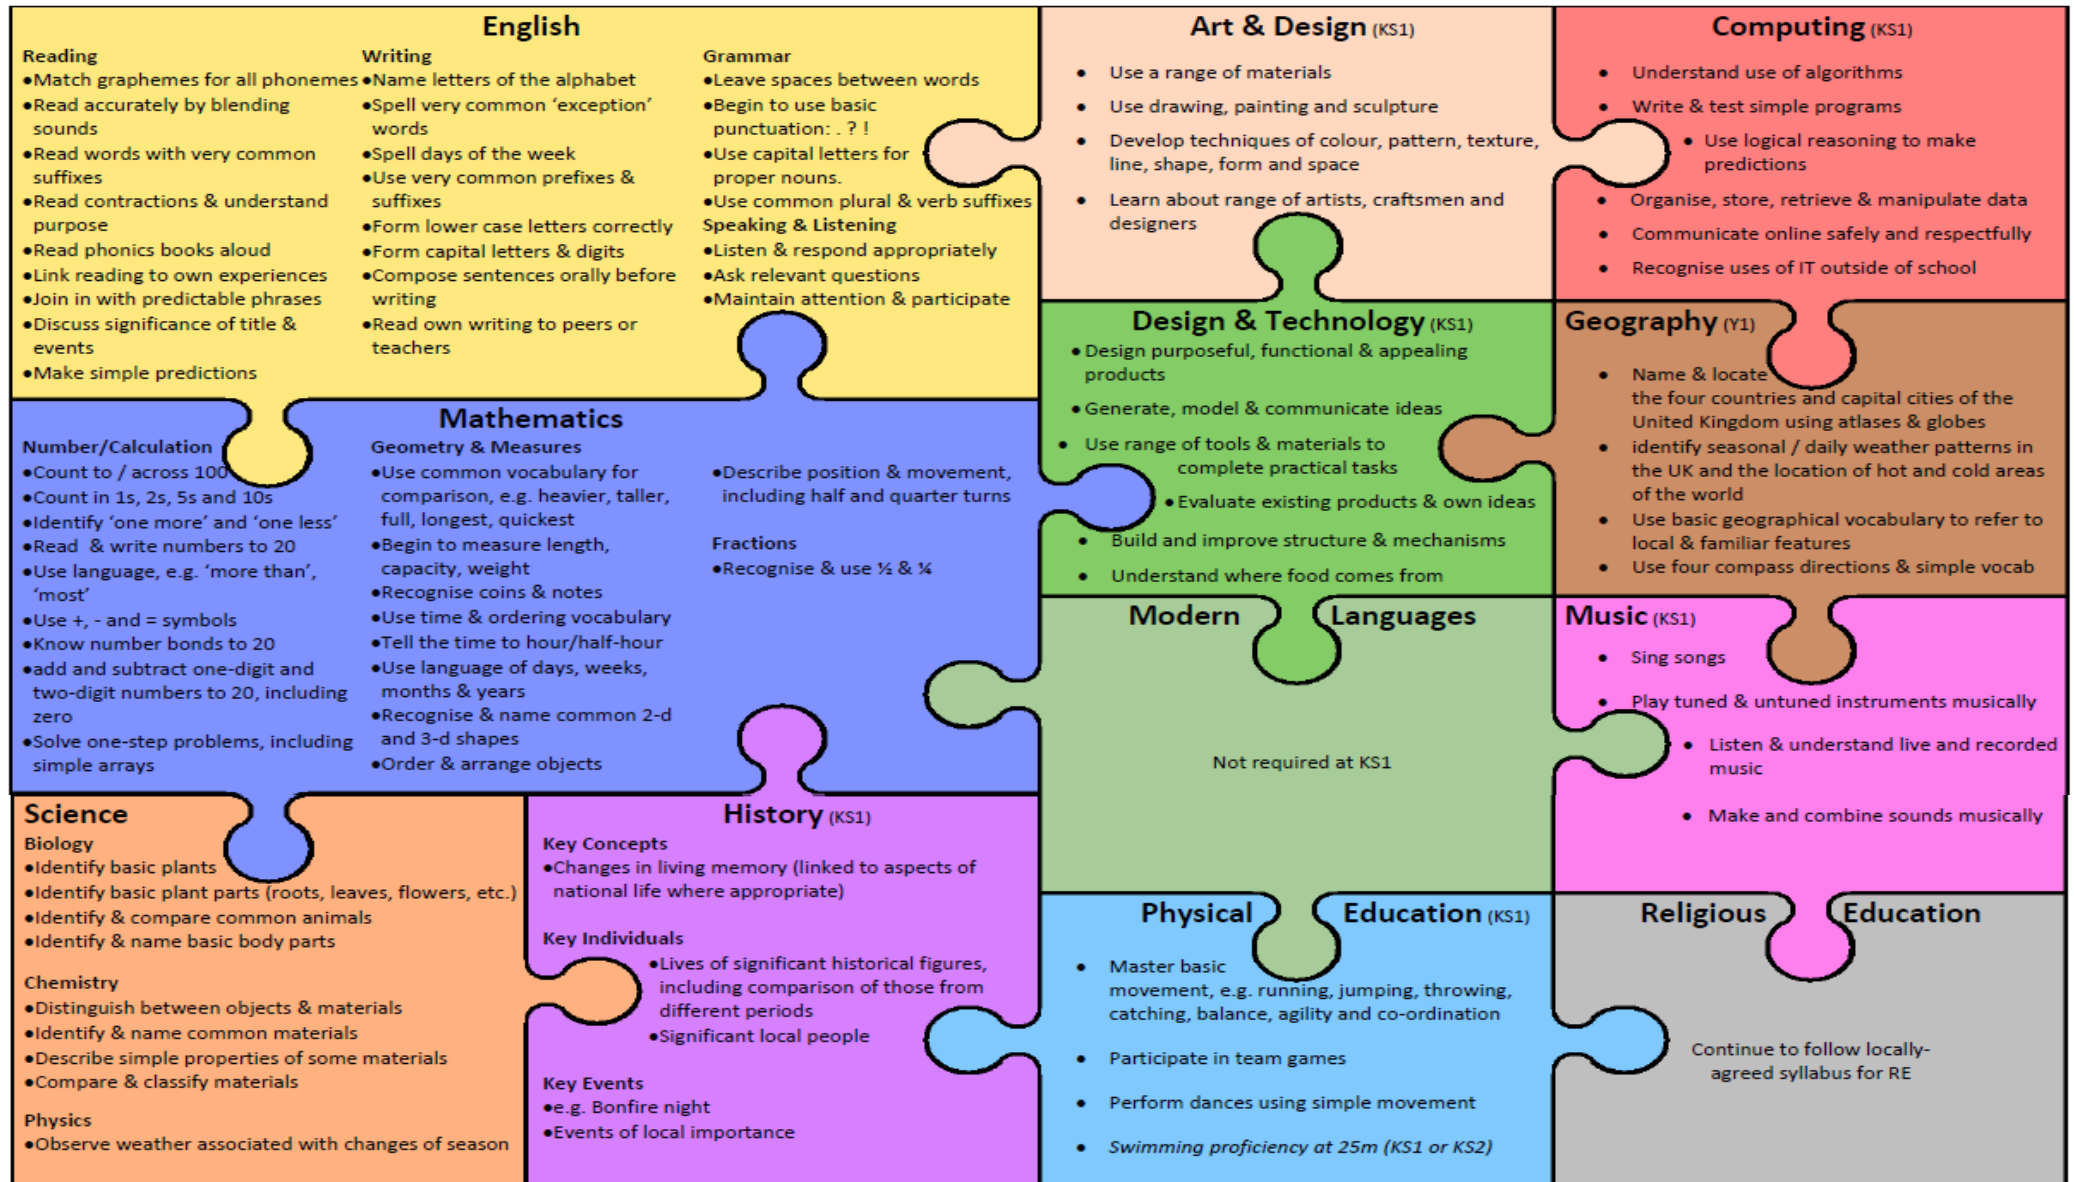 English
Reading
•Match graphemes for all phonemes
•Read accurately by blending
sounds
•Read words with very common
suffixes
•Read contractions & understand
purpose
•Read phonics books aloud
•Link reading to own experiences
•Join in with predictable phrases
•Discuss significance of title &
events
•Make simple predictions
Writing
•Name letters of the alphabet
•Spell very common ‘exception’
words
•Spell days of the week
•Use very common prefixes &
suffixes
•Form lower case letters correctly
•Form capital letters & digits
•Compose sentences orally before
writing
•Read own writing to peers or
teachers
Grammar
•Leave spaces between words
•Begin to use basic
punctuation: . ? !
•Use capital letters for
proper nouns.
•Use common plural & verb suffixes
Speaking & Listening
•Listen & respond appropriately
•Ask relevant questions
•Maintain attention & participate
Art & Design (KS1)
• Use a range of materials
• Use drawing, painting and sculpture
• Develop techniques of colour, pattern, texture,
line, shape, form and space
• Learn about range of artists, craftsmen and
designers
Computing (KS1)
• Understand use of algorithms
• Write & test simple programs
• Use logical reasoning to make
predictions
• Organise, store, retrieve & manipulate data
• Communicate online safely and respectfully
• Recognise uses of IT outside of school
Mathematics
Number/Calculation
•Count to / across 100
•Count in 1s, 2s, 5s and 10s
•Identify ‘one more’ and ‘one less’
•Read & write numbers to 20
•Use language, e.g. ‘more than’,
‘most’
•Use +, - and = symbols
•Know number bonds to 20
•add and subtract one-digit and
two-digit numbers to 20, including
zero
•Solve one-step problems, including
simple arrays
Geometry & Measures
•Use common vocabulary for
comparison, e.g. heavier, taller,
full, longest, quickest
•Begin to measure length,
capacity, weight
•Recognise coins & notes
•Use time & ordering vocabulary
•Tell the time to hour/half-hour
•Use language of days, weeks,
months & years
•Recognise & name common 2-d
and 3-d shapes
•Order & arrange objects
•Describe position & movement,
including half and quarter turns
Fractions
•Recognise & use ½ & ¼
Design & Technology (KS1)
• Design purposeful, functional & appealing
products
• Generate, model & communicate ideas
• Use range of tools & materials to
complete practical tasks
• Evaluate existing products & own ideas
• Build and improve structure & mechanisms
• Understand where food comes from
Geography (Y1)
• Name & locate
the four countries and capital cities of the
United Kingdom using atlases & globes
• identify seasonal / daily weather patterns in
the UK and the location of hot and cold areas
of the world
• Use basic geographical vocabulary to refer to
local & familiar features
• Use four compass directions & simple vocab
Modern Languages
Not required at KS1
Music (KS1)
• Sing songs
• Play tuned & untuned instruments musically
• Listen & understand live and recorded
music
• Make and combine sounds musically
Science
Biology
•Identify basic plants
•Identify basic plant parts (roots, leaves, flowers, etc.)
•Identify & compare common animals
•Identify & name basic body parts
Chemistry
•Distinguish between objects & materials
•Identify & name common materials
•Describe simple properties of some materials
•Compare & classify materials
Physics
•Observe weather associated with changes of season
History (KS1)
Key Concepts
•Changes in living memory (linked to aspects of
national life where appropriate)
Key Individuals
•Lives of significant historical figures,
including comparison of those from
different periods
•Significant local people
Key Events
•e.g. Bonfire night
•Events of local importance
Physical Education (KS1)
• Master basic
movement, e.g. running, jumping, throwing,
catching, balance, agility and co-ordination
• Participate in team games
• Perform dances using simple movement
• Swimming proficiency at 25m (KS1 or KS2)
Religious Education
Continue to follow locally-
agreed syllabus for RE